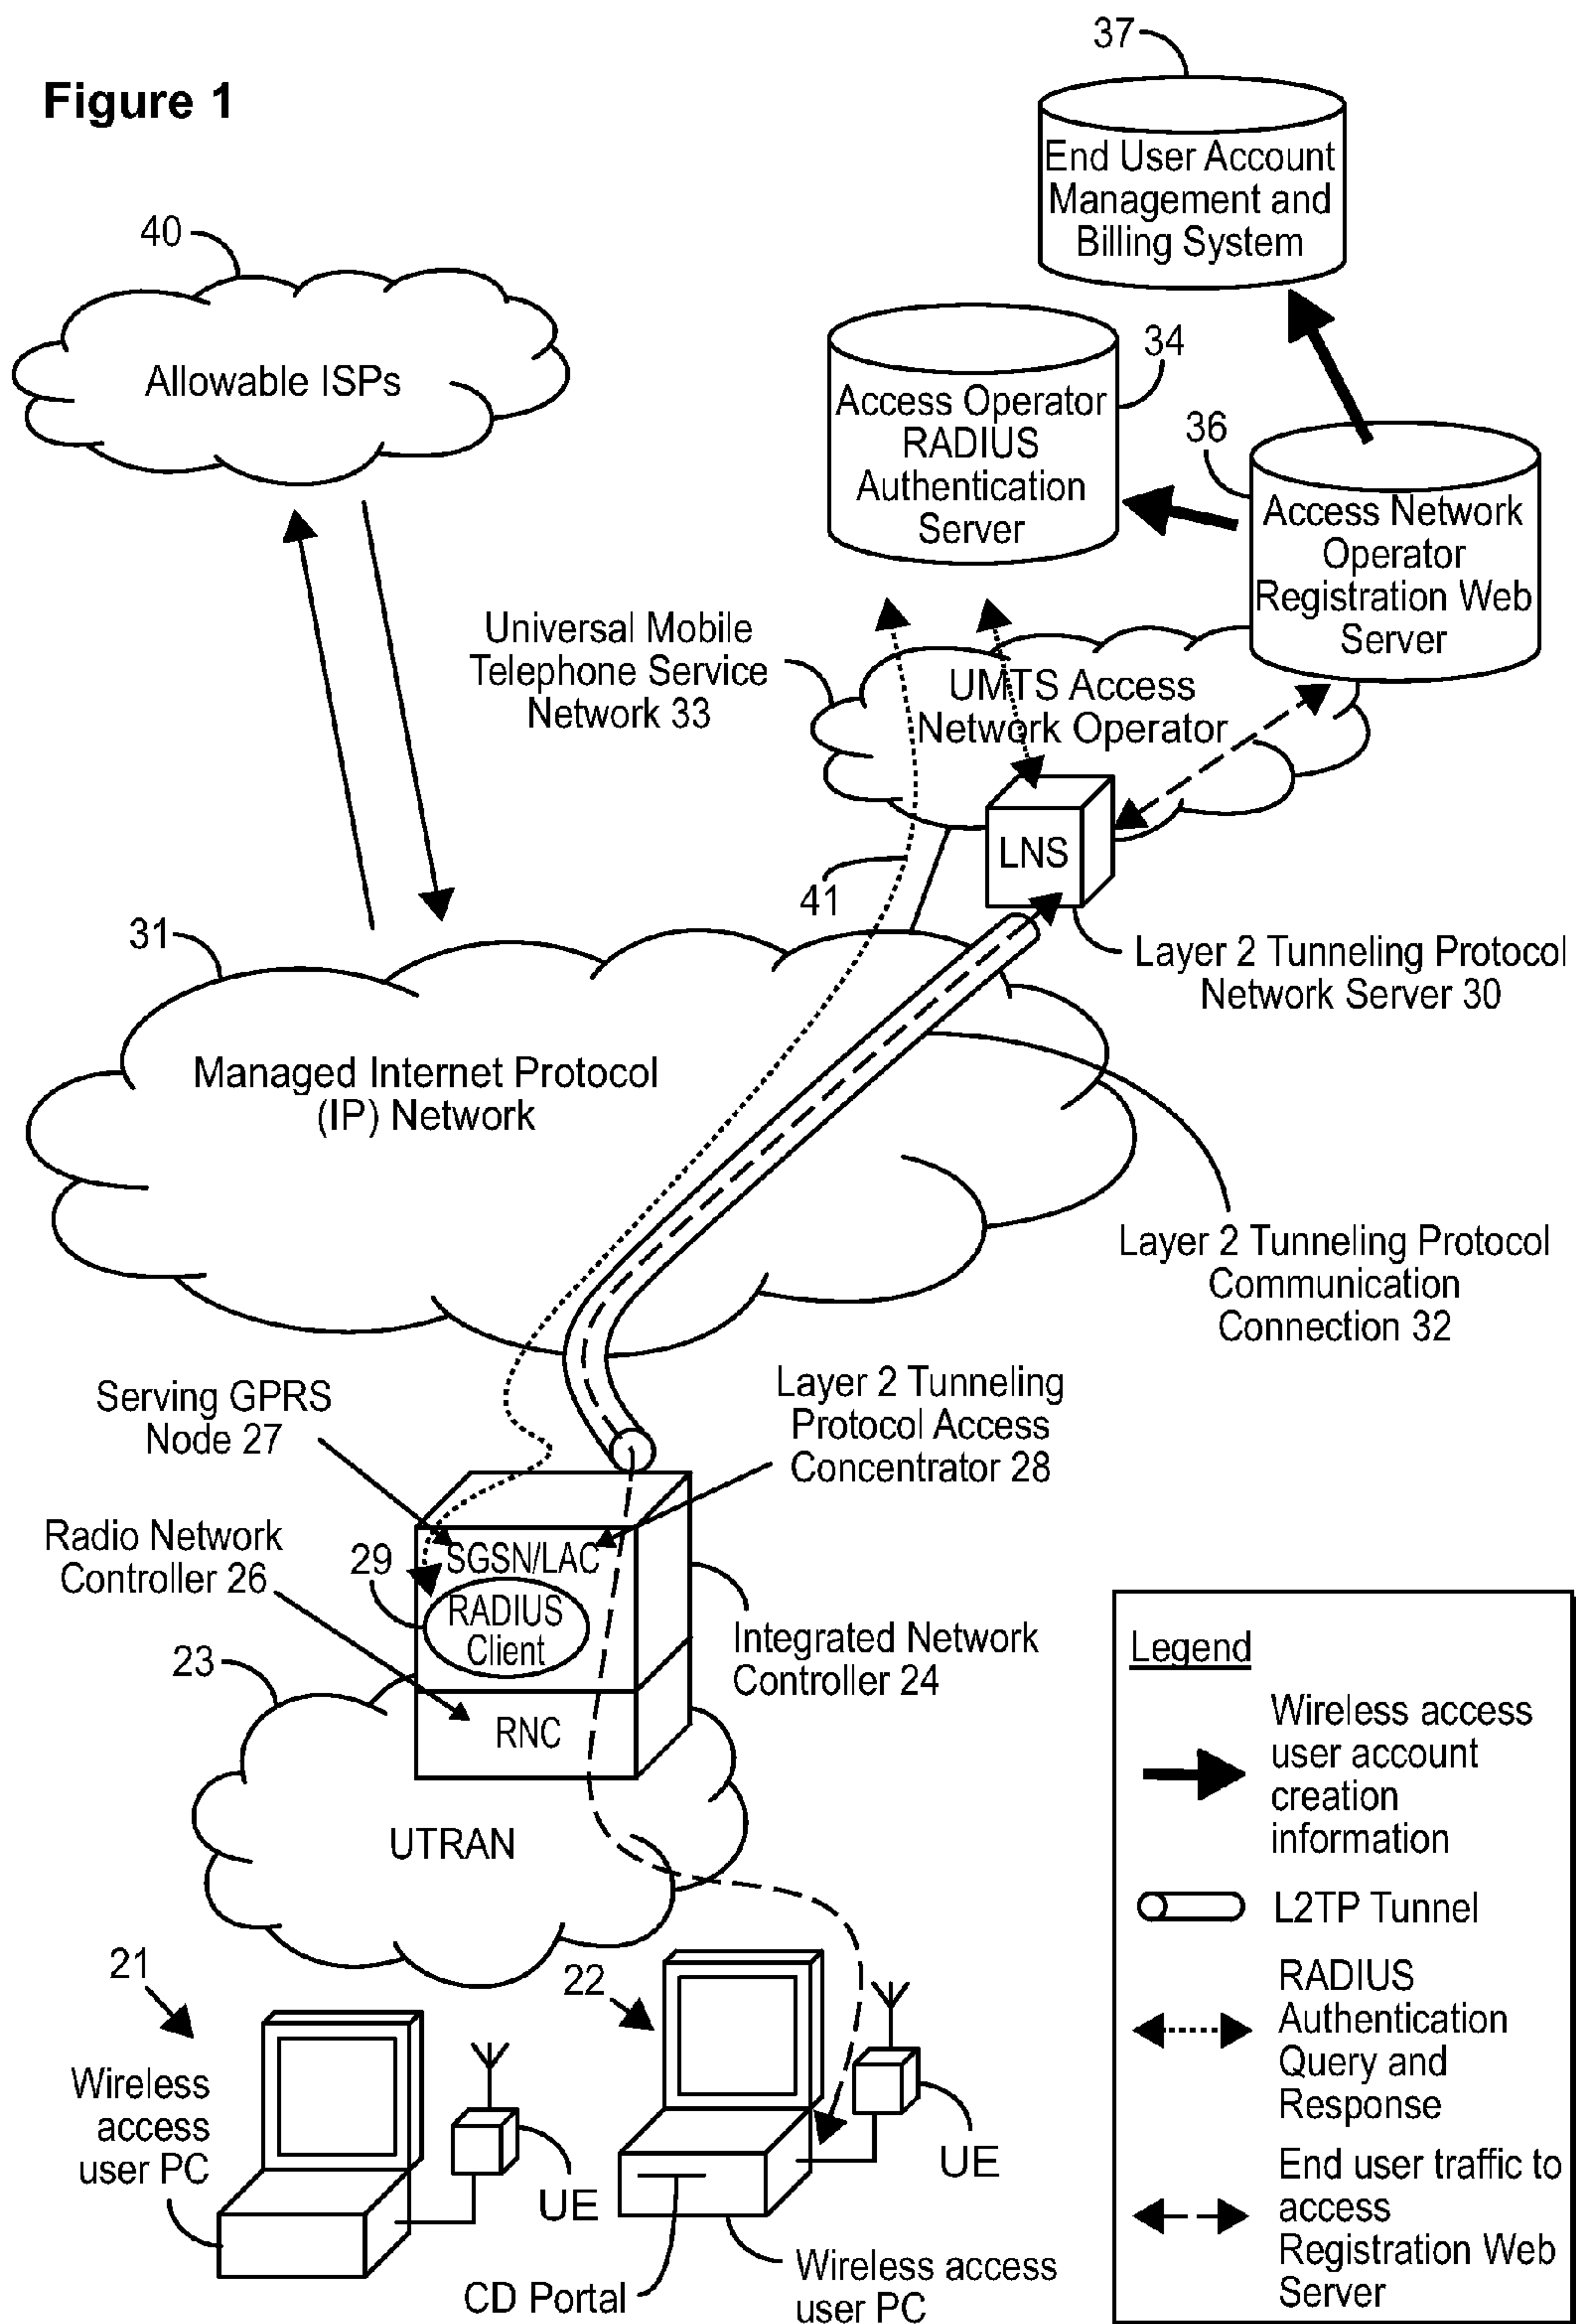 Figure 1
37
End User Account
Management and
Billing System
40
Allowable ISPs
34
Access Operator
RADIUS
Authentication
Server
36
Access Network
Operator
Registration Web
Server
Universal Mobile
Telephone Service
Network 33
UMTS Access
Network Operator
LNS
41
31
Layer 2 Tunneling Protocol
Network Server 30
Managed Internet Protocol
(IP) Network
Layer 2 Tunneling Protocol
Communication
Connection 32
Serving GPRS
Node 27
Layer 2 Tunneling
Protocol Access
Concentrator 28
Radio Network
Controller 26
29
SGSN/LAC
RADIUS
Client
Integrated Network
Controller 24
23
RNC
UTRAN
21
22
Wireless
access
user PC
UE
UE
CD Portal
Wireless access
user PC
Legend
Wireless access
user account
creation
information
L2TP Tunnel
RADIUS
Authentication
Query and
Response
End user traffic to
access
Registration Web
Server